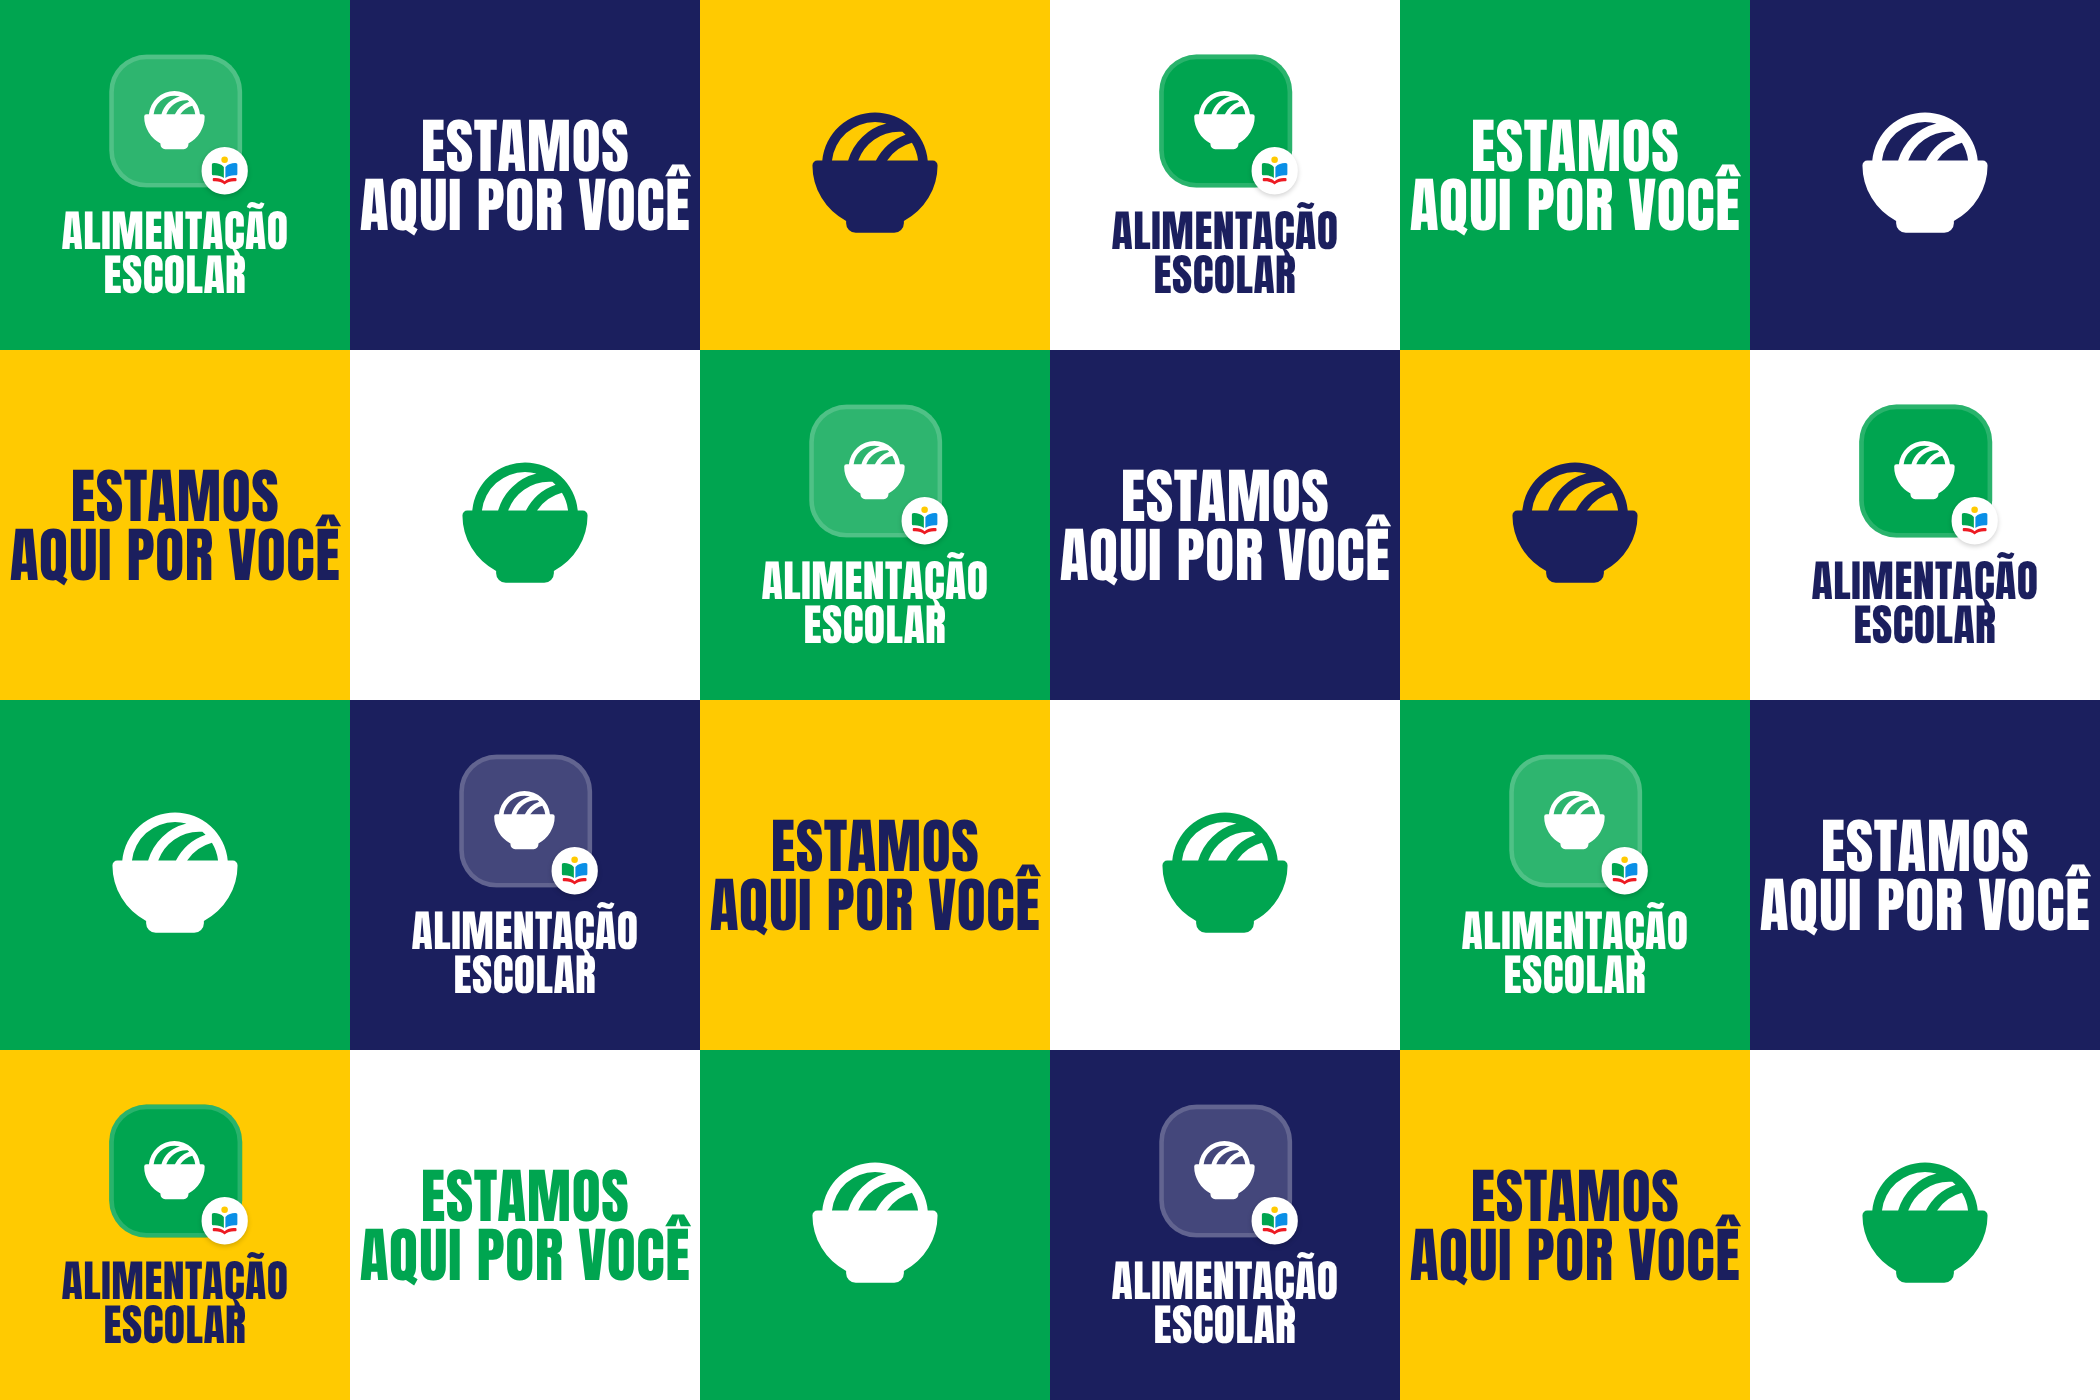 ALIMENTAÇÃO
ESCOLAR
ESTAMOS
AQUI POR VOCÊ
ALIMENTAÇÃO
ESCOLAR
ESTAMOS
AQUI POR VOCÊ
ESTAMOS
AQUI POR VOCÊ
ALIMENTAÇÃO
ESCOLAR
ESTAMOS
AQUI POR VOCÊ
ALIMENTAÇÃO
ESCOLAR
ALIMENTAÇÃO
ESCOLAR
ESTAMOS
AQUI POR VOCÊ
ALIMENTAÇÃO
ESCOLAR
ESTAMOS
AQUI POR VOCÊ
ALIMENTAÇÃO
ESCOLAR
ESTAMOS
AQUI POR VOCÊ
ALIMENTAÇÃO
ESCOLAR
ESTAMOS
AQUI POR VOCÊ